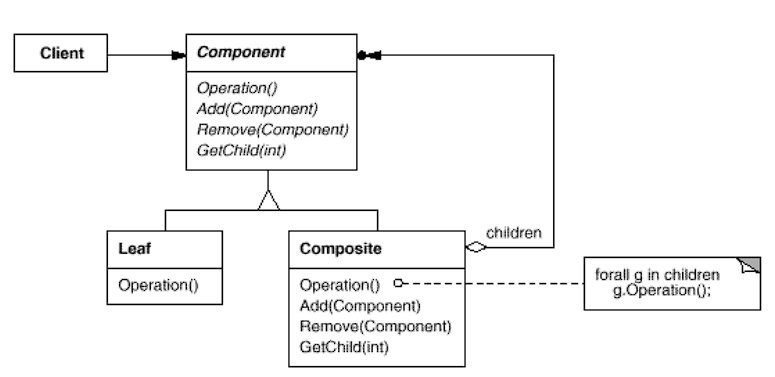 Client
Component
Operation()
Add(Component)
Remove(Component)
GetChild(int)
Leaf
Operation()
Composite
Operation()
Add(Component)
Remove(Component)
GetChild(int)
children
forall g in children
g.Operation();